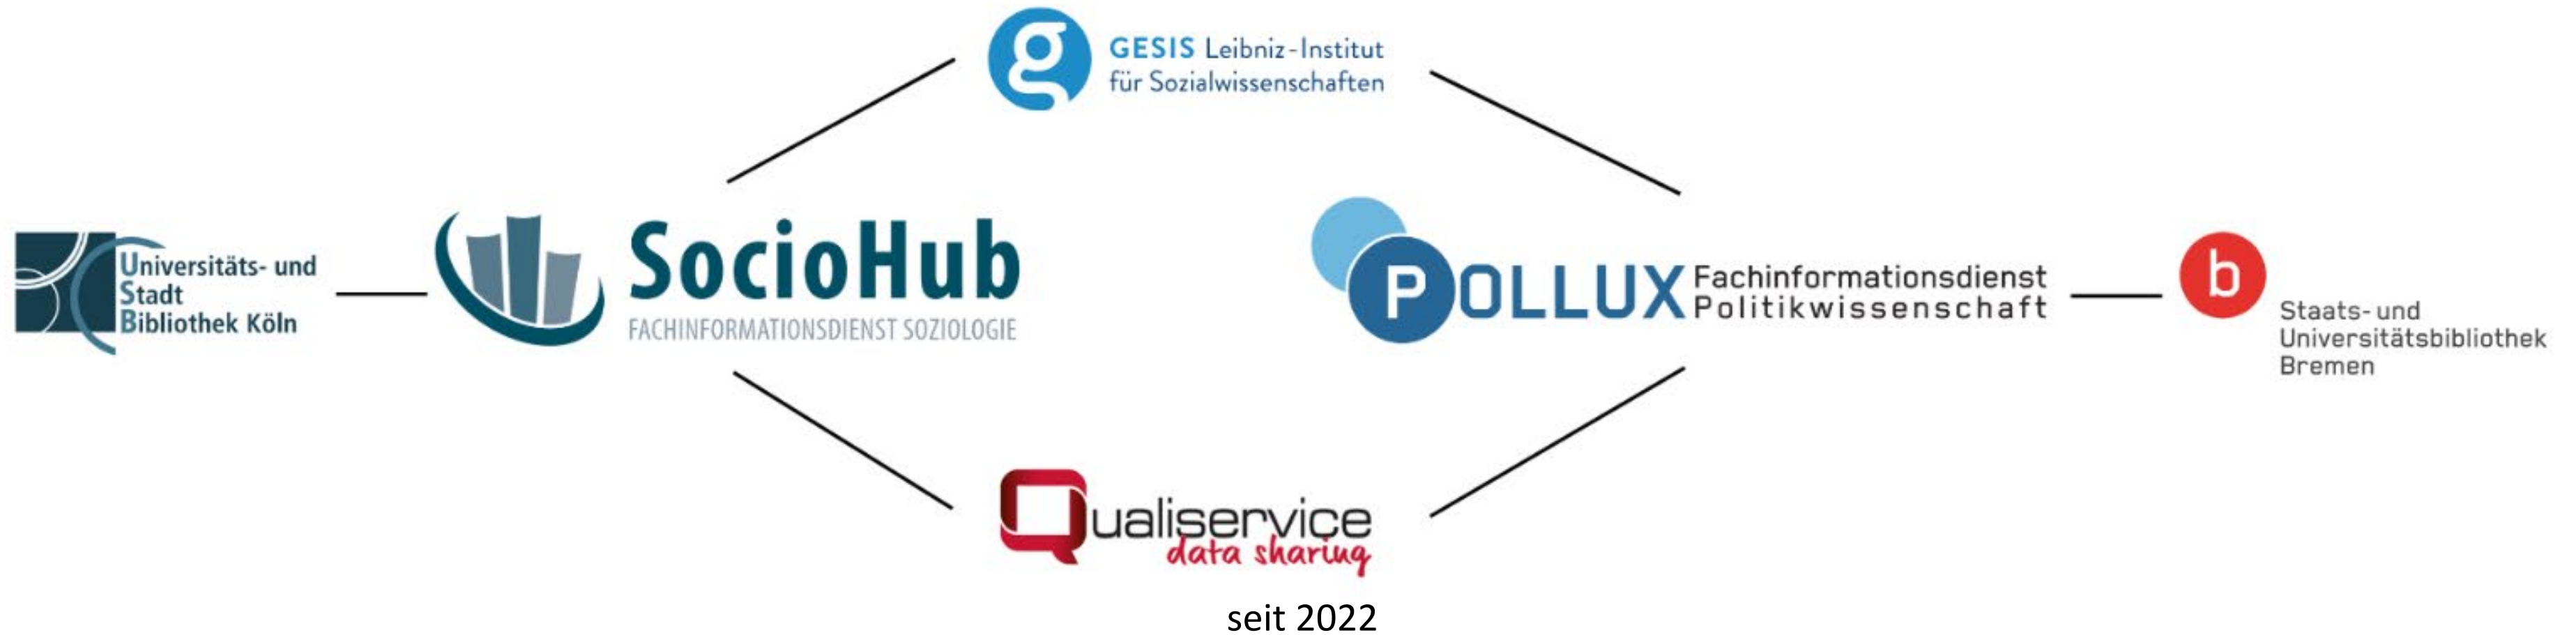 g
GESIS Leibniz-Institut
für Sozialwissenschaften
Universitäts- und
Stadt
Bibliothek Köln
SocioHub
FACHINFORMATIONSDIENST SOZIOLOGIE
POLLUX
Fachinformationsdienst
Politikwissenschaft
b
Staats- und
Universitätsbibliothek
Bremen
Qualiservice
data sharing
seit 2022